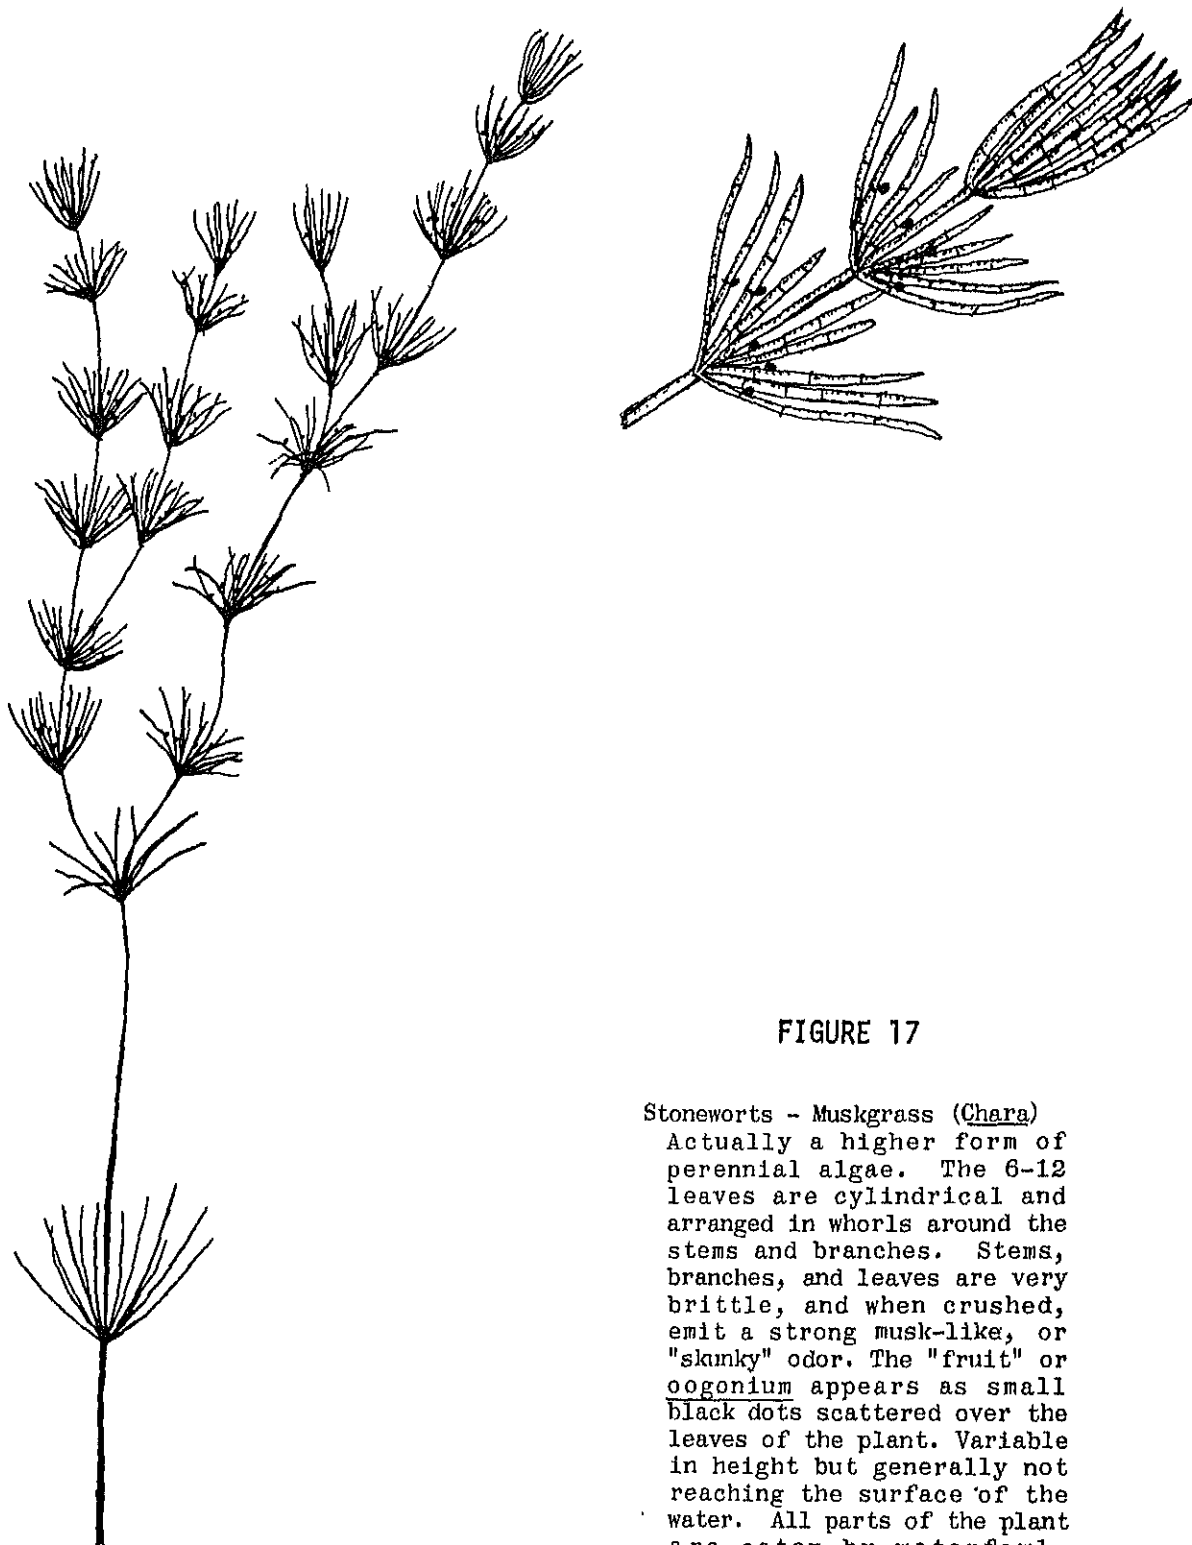 FIGURE 17
Stoneworts - Muskgrass (Chara)
Actually a higher form of
perennial algae. The 6-12
leaves are cylindrical and
arranged in whorls around the
stems and branches. Stems,
branches, and leaves are very
brittle, and when crushed,
emit a strong musk-like, or
"skunky" odor. The "fruit" or
oogonium appears as small
black dots scattered over the
leaves of the plant. Variable
in height but generally not
reaching the surface of the
water. All parts of the plant
are eaten by waterfowl.